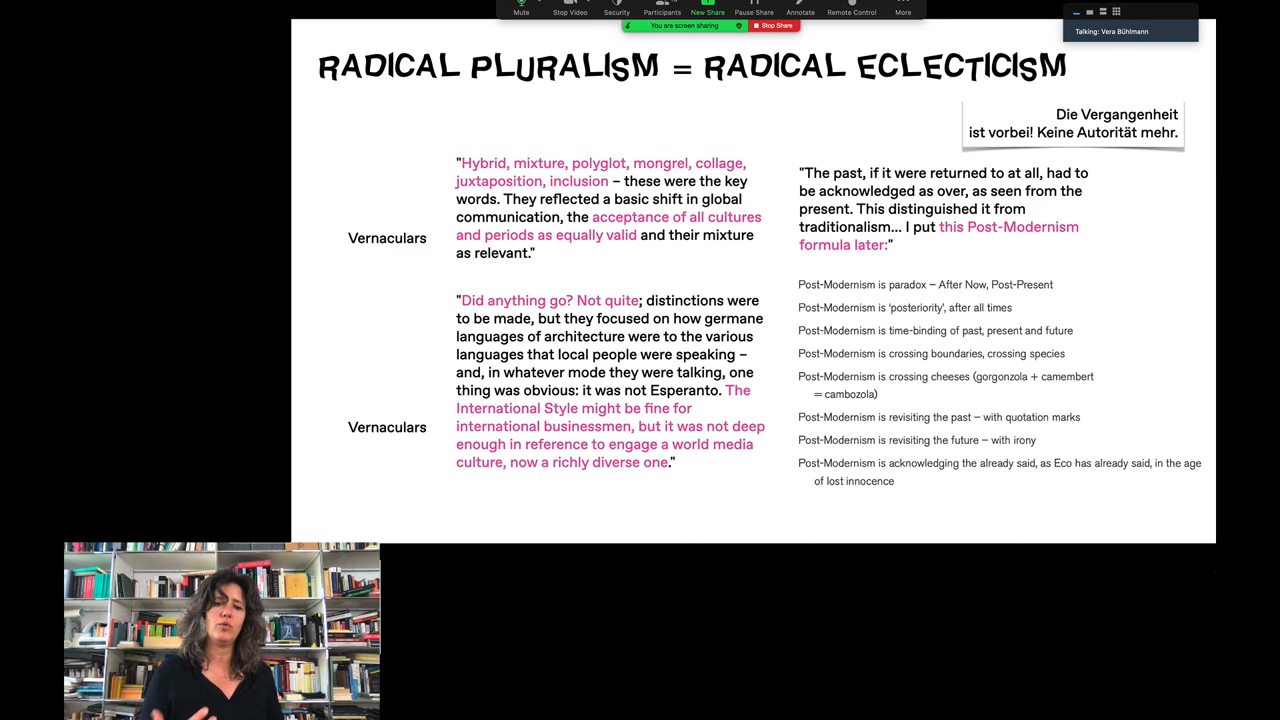 Mute
Stop Video
Security
Participants
New Share
Pause Share
Annotate
Remote Control
More
You are screen sharing
Stop Share
Talking: Vera Bühlmann
RADICAL PLURALISM = RADICAL ECLECTICISM
Die Vergangenheit
ist vorbei! Keine Autorität mehr.
Vernaculars
"Hybrid, mixture, polyglot, mongrel, collage,
juxtaposition, inclusion – these were the key
words. They reflected a basic shift in global
communication, the acceptance of all cultures
and periods as equally valid and their mixture
as relevant."
Vernaculars
"Did anything go? Not quite; distinctions were
to be made, but they focused on how germane
languages of architecture were to the various
languages that local people were speaking –
and, in whatever mode they were talking, one
thing was obvious: it was not Esperanto. The
International Style might be fine for
international businessmen, but it was not deep
enough in reference to engage a world media
culture, now a richly diverse one."
"The past, if it were returned to at all, had to
be acknowledged as over, as seen from the
present. This distinguished it from
traditionalism... I put this Post-Modernism
formula later:"
Post-Modernism is paradox – After Now, Post-Present
Post-Modernism is 'posteriority', after all times
Post-Modernism is time-binding of past, present and future
Post-Modernism is crossing boundaries, crossing species
Post-Modernism is crossing cheeses (gorgonzola + camembert
= cambozola)
Post-Modernism is revisiting the past – with quotation marks
Post-Modernism is revisiting the future – with irony
Post-Modernism is acknowledging the already said, as Eco has already said, in the age
of lost innocence